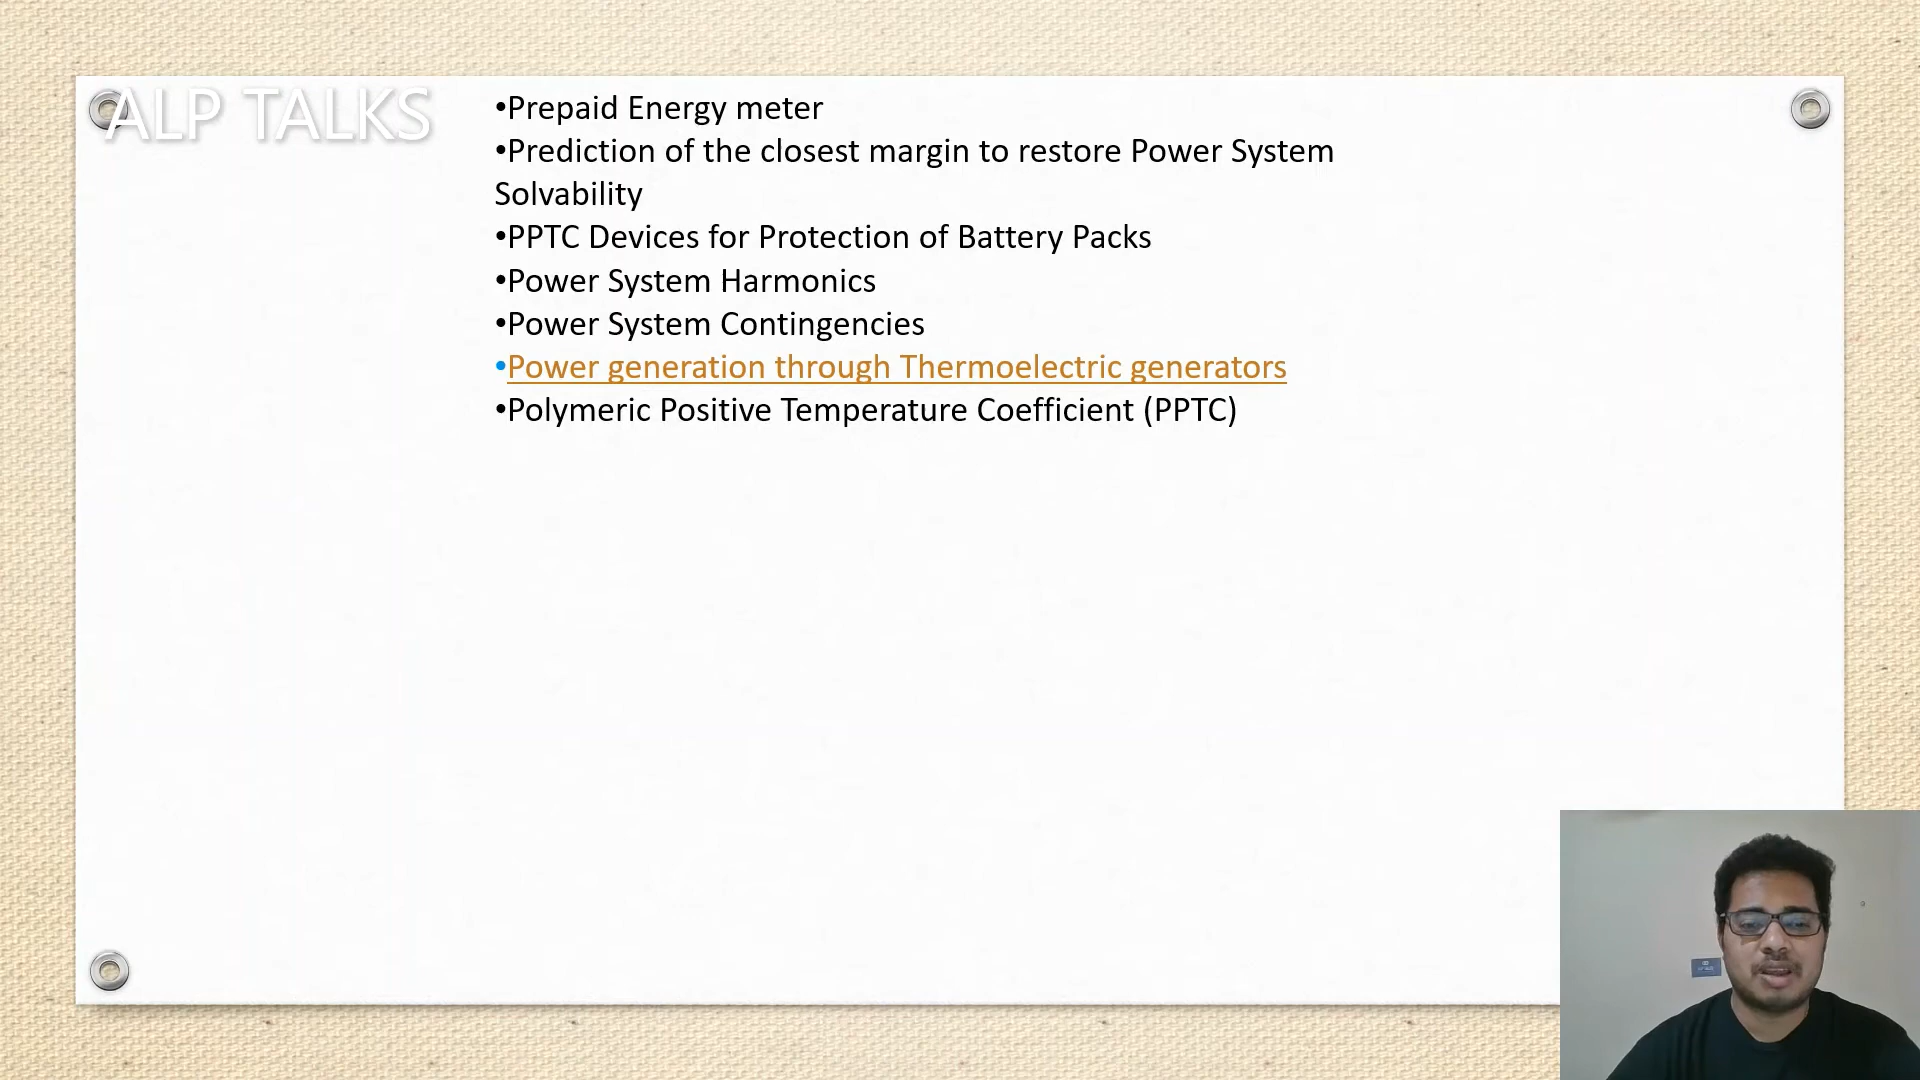 ALP TALKS
•Prepaid Energy meter
•Prediction of the closest margin to restore Power System
Solvability
•PPTC Devices for Protection of Battery Packs
•Power System Harmonics
•Power System Contingencies
•Power generation through Thermoelectric generators
•Polymeric Positive Temperature Coefficient (PPTC)